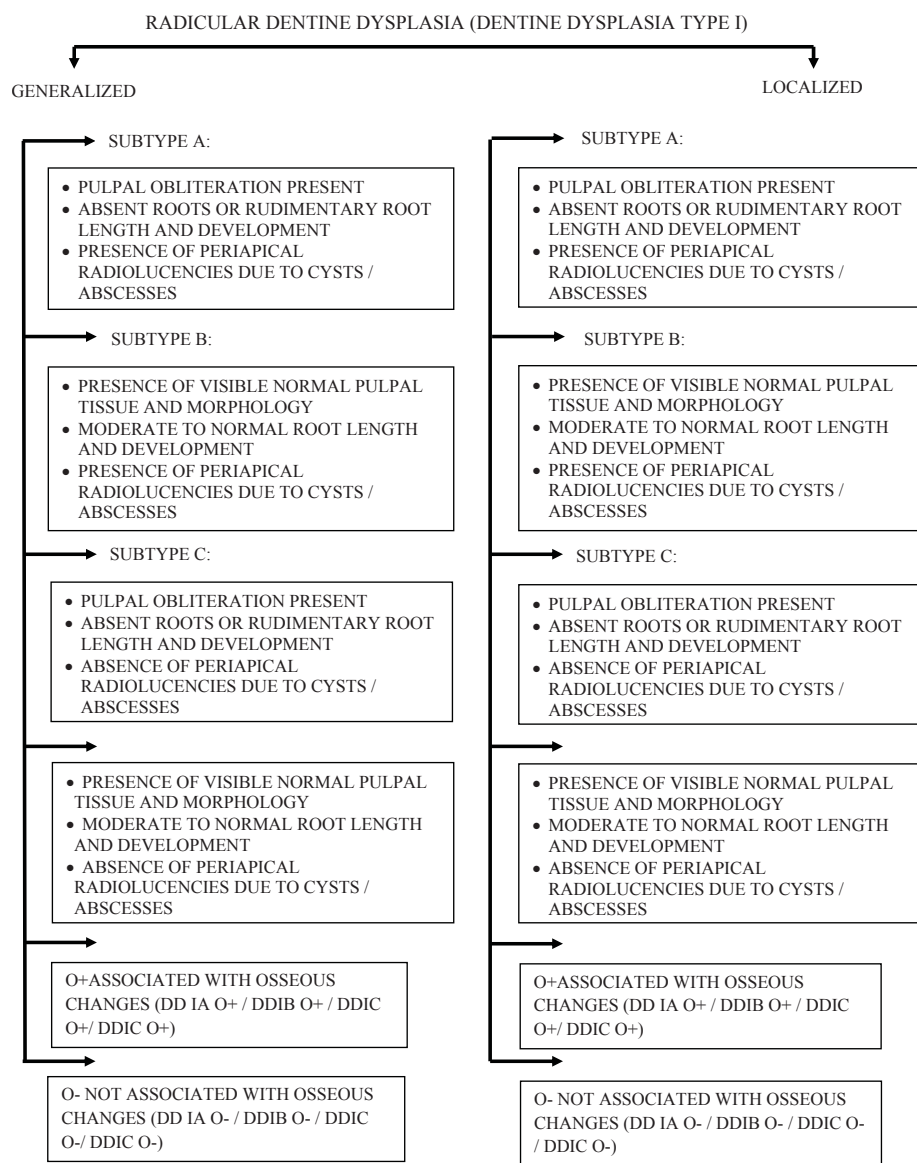 RADICULAR DENTINE DYSPLASIA (DENTINE DYSPLASIA TYPE I)
GENERALIZED
SUBTYPE A:
• PULPAL OBLITERATION PRESENT
• ABSENT ROOTS OR RUDIMENTARY ROOT
LENGTH AND DEVELOPMENT
• PRESENCE OF PERIAPICAL
RADIOLUCENCIES DUE TO CYSTS /
ABSCESSES
SUBTYPE B:
• PRESENCE OF VISIBLE NORMAL PULPAL
TISSUE AND MORPHOLOGY
• MODERATE TO NORMAL ROOT LENGTH
AND DEVELOPMENT
• PRESENCE OF PERIAPICAL
RADIOLUCENCIES DUE TO CYSTS /
ABSCESSES
SUBTYPE C:
• PULPAL OBLITERATION PRESENT
• ABSENT ROOTS OR RUDIMENTARY ROOT
LENGTH AND DEVELOPMENT
• ABSENCE OF PERIAPICAL
RADIOLUCENCIES DUE TO CYSTS /
ABSCESSES
• PRESENCE OF VISIBLE NORMAL PULPAL
TISSUE AND MORPHOLOGY
• MODERATE TO NORMAL ROOT LENGTH
AND DEVELOPMENT
• ABSENCE OF PERIAPICAL
RADIOLUCENCIES DUE TO CYSTS /
ABSCESSES
O+ASSOCIATED WITH OSSEOUS
CHANGES (DD IA O+ / DDIB O+ / DDIC
O+/ DDIC O+)
O- NOT ASSOCIATED WITH OSSEOUS
CHANGES (DD IA O- / DDIB O- / DDIC
O-/ DDIC O-)
LOCALIZED
SUBTYPE A:
• PULPAL OBLITERATION PRESENT
• ABSENT ROOTS OR RUDIMENTARY ROOT
LENGTH AND DEVELOPMENT
• PRESENCE OF PERIAPICAL
RADIOLUCENCIES DUE TO CYSTS /
ABSCESSES
SUBTYPE B:
• PRESENCE OF VISIBLE NORMAL PULPAL
TISSUE AND MORPHOLOGY
• MODERATE TO NORMAL ROOT LENGTH
AND DEVELOPMENT
• PRESENCE OF PERIAPICAL
RADIOLUCENCIES DUE TO CYSTS /
ABSCESSES
SUBTYPE C:
• PULPAL OBLITERATION PRESENT
• ABSENT ROOTS OR RUDIMENTARY ROOT
LENGTH AND DEVELOPMENT
• ABSENCE OF PERIAPICAL
RADIOLUCENCIES DUE TO CYSTS /
ABSCESSES
• PRESENCE OF VISIBLE NORMAL PULPAL
TISSUE AND MORPHOLOGY
• MODERATE TO NORMAL ROOT LENGTH
AND DEVELOPMENT
• ABSENCE OF PERIAPICAL
RADIOLUCENCIES DUE TO CYSTS /
ABSCESSES
O+ASSOCIATED WITH OSSEOUS
CHANGES (DD IA O+ / DDIB O+ / DDIC
O+/ DDIC O+)
O- NOT ASSOCIATED WITH OSSEOUS
CHANGES (DD IA O- / DDIB O- / DDIC O-
/ DDIC O-)